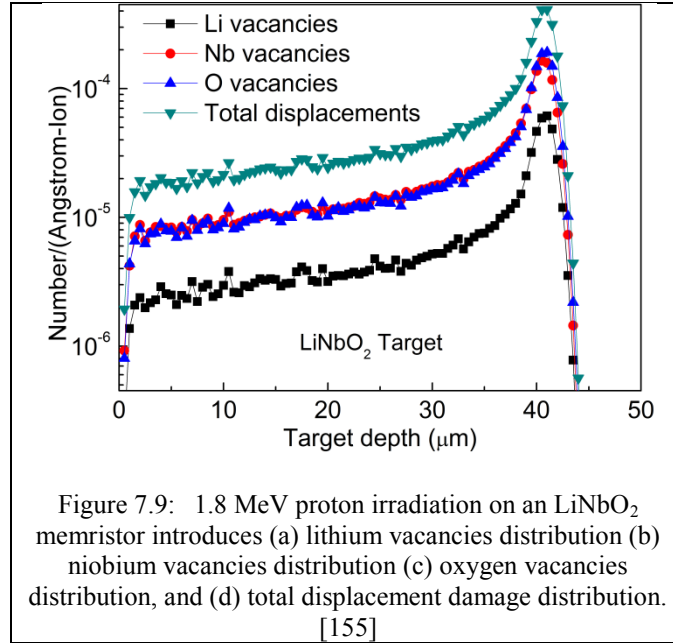 Li vacancies
Nb vacancies
O vacancies
Total displacements
Number/(Angstrom-Ion)
10⁻⁴
10⁻⁵
10⁻⁶
LiNbO₂ Target
0 10 20 30 40 50
Target depth (μm)
Figure 7.9: 1.8 MeV proton irradiation on an LiNbO₂
memristor introduces (a) lithium vacancies distribution (b)
niobium vacancies distribution (c) oxygen vacancies
distribution, and (d) total displacement damage distribution.
[155]